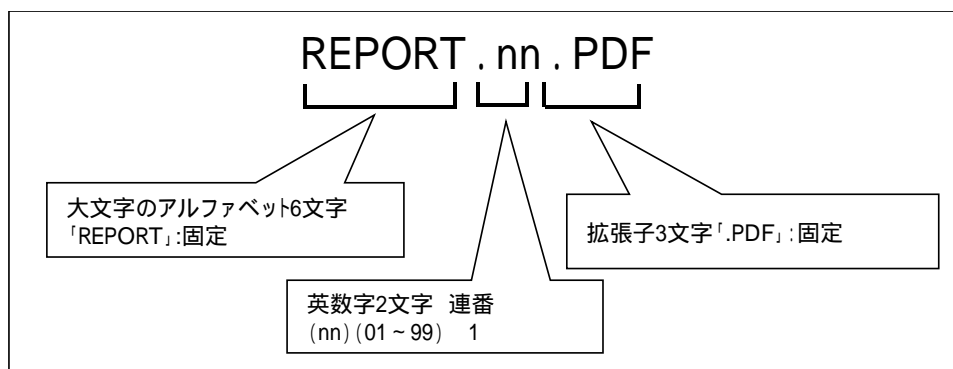 REPORT . nn . PDF
大文字のアルファベット6文字
「REPORT」:固定
拡張子3文字「.PDF」:固定
英数字2文字 連番
(nn)(01~99) 1